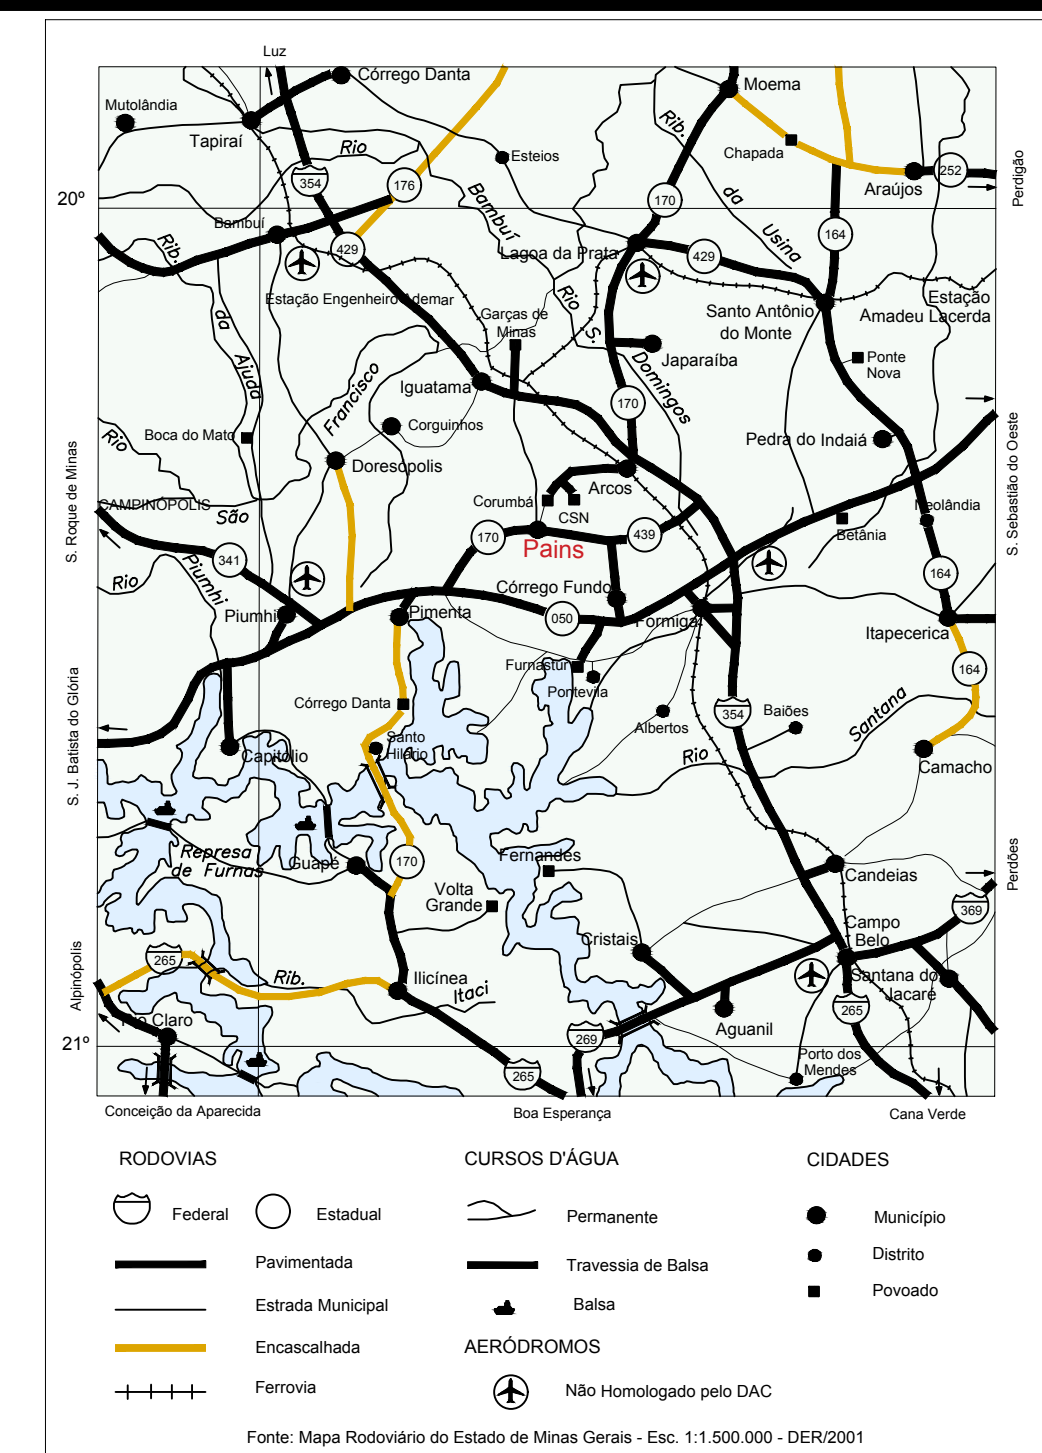 Luz
Córrego Danta
Moema
Mutolândia
Tapiraí
Rio
Esteios
Rib.
Chapada
354
176
Araújos
252
Perdigão
20º
170
da
Bambuí
Bambuí
Usina
164
Rib.
429
Lagoa da Prata
429
Estação Engenheiro Ademar
Rio
Estação
Amadeu Lacerda
da
Garças de
Minas
S.
Santo Antônio
do Monte
Ajuda
Japaraíba
Ponte
Nova
Domingos
Francisco
Iguatama
170
Corguinhos
Rio
Boca do Mato
Pedra do Indaiá
S. Sebastião do Oeste
S. Roque de Minas
Doresópolis
Arcos
CAMPINÓPOLIS
São
Corumbá
CSN
Neolândia
Betânia
170
439
Pains
341
Rio
Piumhi
164
Córrego Fundo
Piumhi
Pimenta
050
Formiga
Itapecerica
Furnastur
164
Pontevila
S. J. Batista do Glória
Córrego Danta
354
Baiões
Santana
Albertos
Santo
Hilário
Capitólio
Rio
Camacho
Represa
de Furnas
Guapé
170
Fernandes
Candeias
Perdões
Volta
Grande
369
Campo
Belo
Cristais
Alpinópolis
265
Rib.
Ilicínea
Itaci
Santana do
Jacaré
265
Rio Claro
Aguanil
269
21º
265
Porto dos
Mendes
Conceição da Aparecida
Boa Esperança
Cana Verde
RODOVIAS
CURSOS D'ÁGUA
CIDADES
Federal
Estadual
Permanente
Município
Pavimentada
Travessia de Balsa
Distrito
Estrada Municipal
Balsa
Povoado
Encascalhada
AERÓDROMOS
Ferrovia
Não Homologado pelo DAC
Fonte: Mapa Rodoviário do Estado de Minas Gerais - Esc. 1:1.500.000 - DER/2001